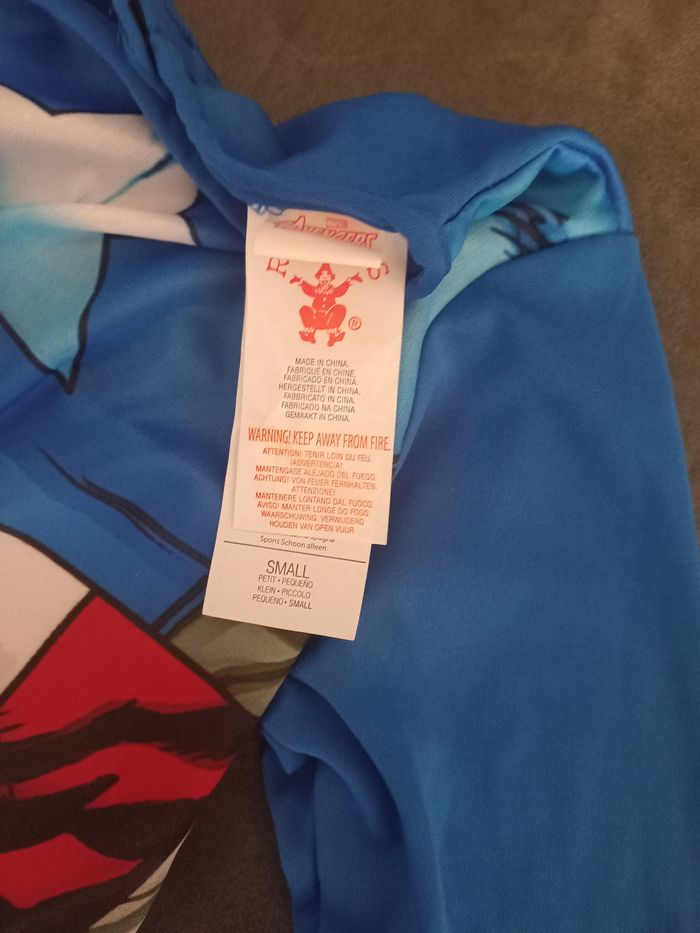 MARVEL
AVENGERS
R S
®
MADE IN CHINA.
FABRIQUÉ EN CHINE.
FABRICADO EN CHINA.
HERGESTELLT IN CHINA.
FABBRICATO IN CINA.
FABRICADO NA CHINA
GEMAAKT IN CHINA.
WARNING! KEEP AWAY FROM FIRE.
ATTENTION! TENIR LOIN DU FEU.
¡ADVERTENCIA!
MANTENGASE ALEJADO DEL FUEGO.
ACHTUNG! VON FEUER FERNHALTEN.
ATTENZIONE!
MANTENERE LONTANO DAL FUOCO.
AVISO! MANTER LONGE DO FOGO.
WAARSCHUWING: VERWIJDERD
HOUDEN VAN OPEN VUUR
Spons Schoon alleen
SMALL
PETIT • PEQUEÑO
KLEIN • PICCOLO
PEQUENO • SMALL